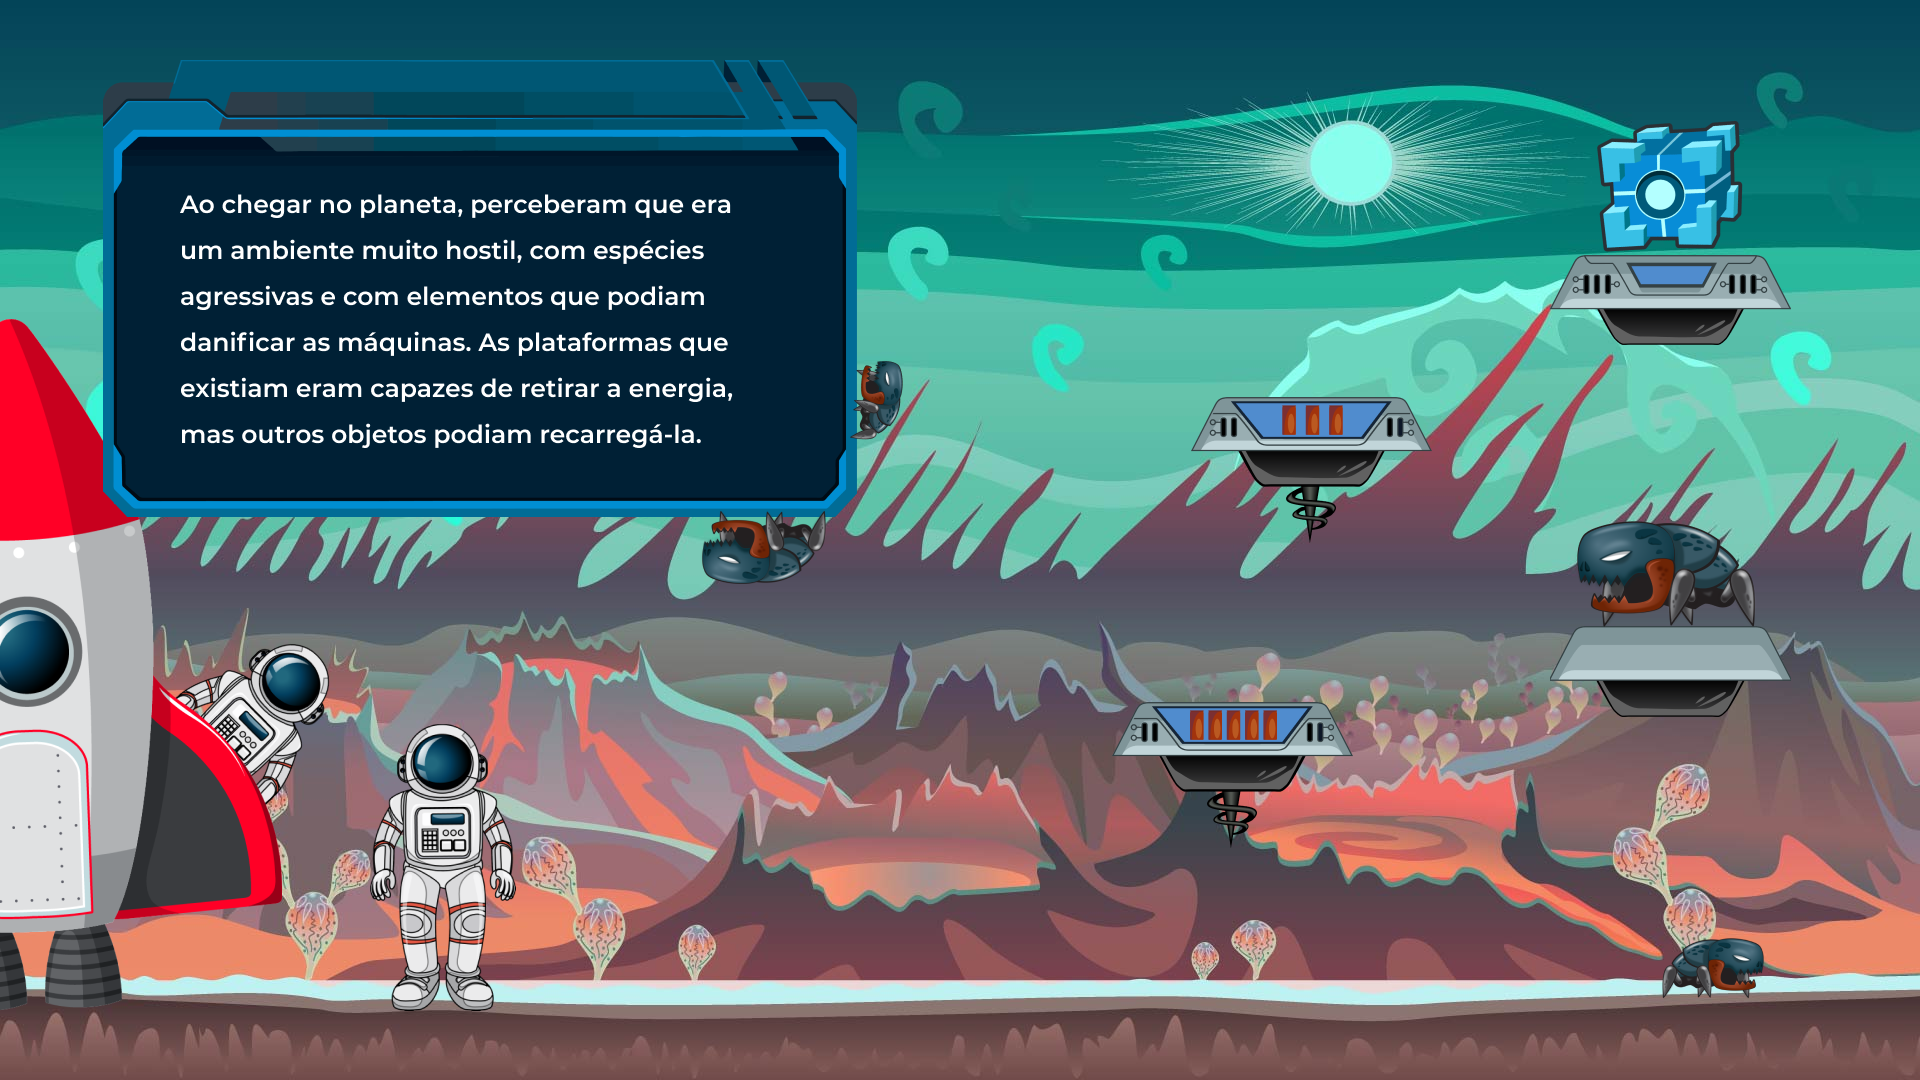 Ao chegar no planeta, perceberam que era
um ambiente muito hostil, com espécies
agressivas e com elementos que podiam
danificar as máquinas. As plataformas que
existiam eram capazes de retirar a energia,
mas outros objetos podiam recarregá-la.